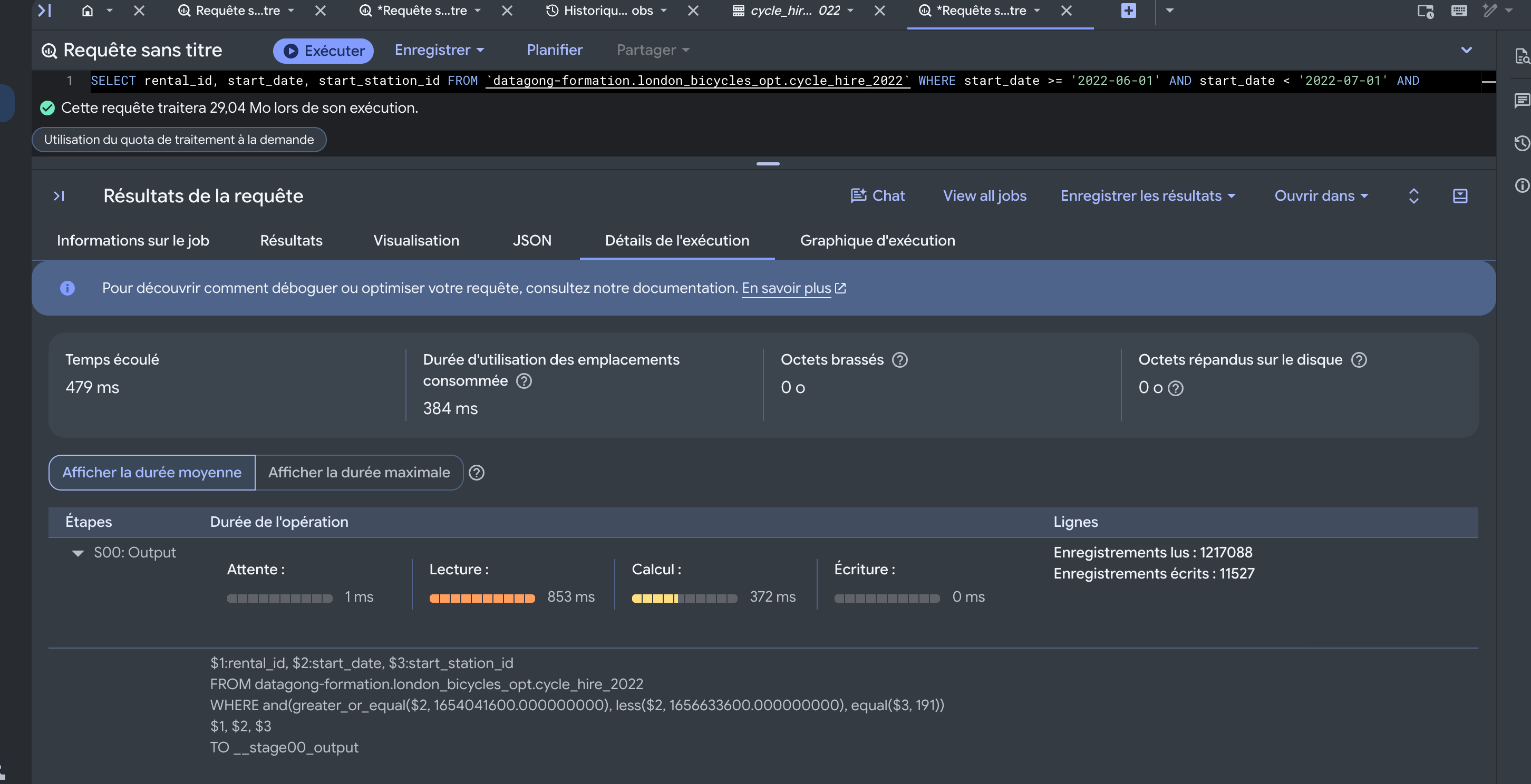 Requête s...tre
*Requête s...tre
Historiqu... obs
cycle_hir... 022
*Requête s...tre
Requête sans titre
Exécuter
Enregistrer
Planifier
Partager
1 SELECT rental_id, start_date, start_station_id FROM `datagong-formation.london_bicycles_opt.cycle_hire_2022` WHERE start_date >= '2022-06-01' AND start_date < '2022-07-01' AND
Cette requête traitera 29,04 Mo lors de son exécution.
Utilisation du quota de traitement à la demande
Résultats de la requête
Chat
View all jobs
Enregistrer les résultats
Ouvrir dans
Informations sur le job
Résultats
Visualisation
JSON
Détails de l'exécution
Graphique d'exécution
Pour découvrir comment déboguer ou optimiser votre requête, consultez notre documentation. En savoir plus
Temps écoulé
479 ms
Durée d'utilisation des emplacements
consommée
384 ms
Octets brassés
0 o
Octets répandus sur le disque
0 o
Afficher la durée moyenne
Afficher la durée maximale
Étapes
Durée de l'opération
Lignes
S00: Output
Attente :
1 ms
Lecture :
853 ms
Calcul :
372 ms
Écriture :
0 ms
Enregistrements lus : 1217088
Enregistrements écrits : 11527
$1:rental_id, $2:start_date, $3:start_station_id
FROM datagong-formation.london_bicycles_opt.cycle_hire_2022
WHERE and(greater_or_equal($2, 1654041600.000000000), less($2, 1656633600.000000000), equal($3, 191))
$1, $2, $3
TO __stage00_output